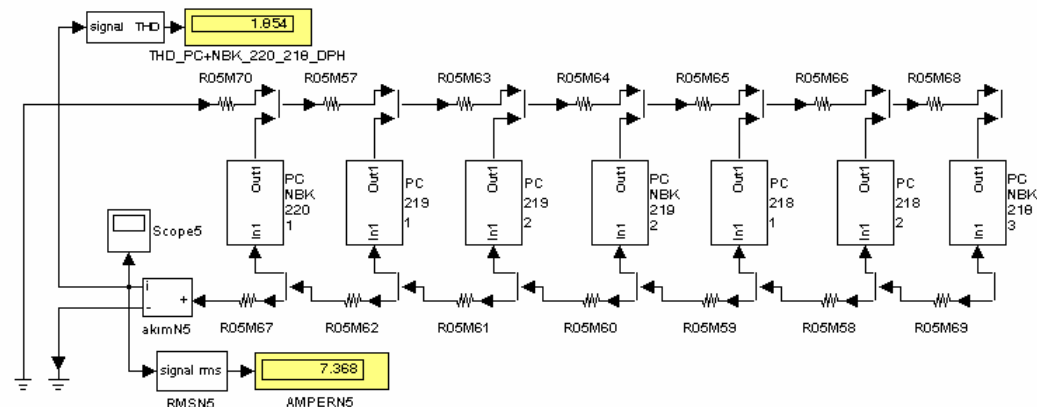 signal THD
1.854
THD_PC+NBK_220_218_DPH
R05M70 R05M57 R05M63 R05M64 R05M65 R05M66 R05M68
Out1 In1 PC NBK 220 1
Out1 In1 PC 219 1
Out1 In1 PC 219 2
Out1 In1 PC NBK 219 2
Out1 In1 PC 218 1
Out1 In1 PC 218 2
Out1 In1 PC NBK 218 3
Scope5
i
+
-
akımN5
R05M67 R05M62 R05M61 R05M60 R05M59 R05M58 R05M69
signal rms
7.368
RMSN5
AMPERN5